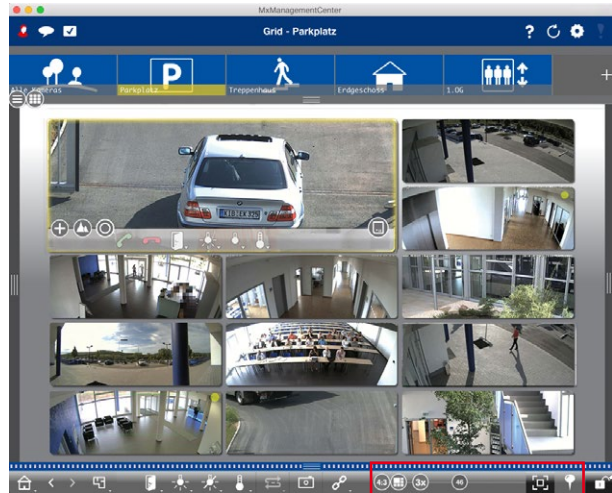 MxManagementCenter
Grid - Parkplatz
?
P
Alle Kameras
Parkplatz
Treppenhaus
Erdgeschoss
1.OG
4:3
3x